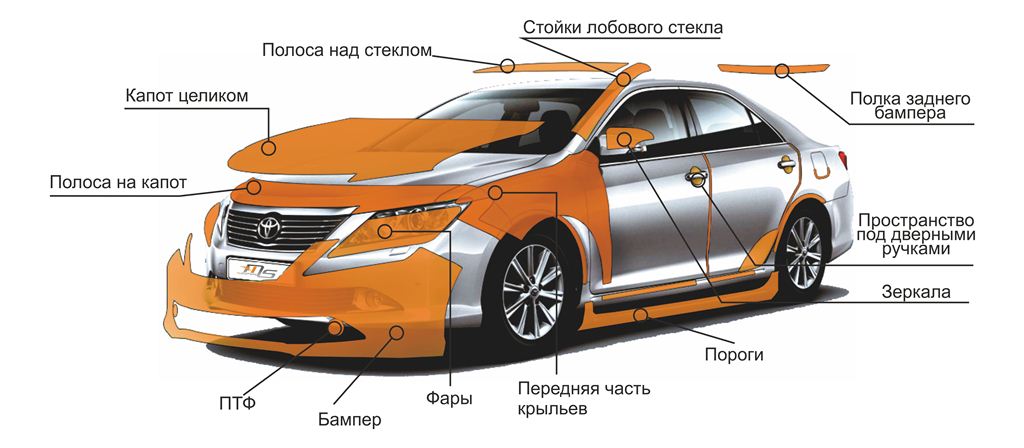 Стойки лобового стекла
Полоса над стеклом
Капот целиком
Полка заднего
бампера
Полоса на капот
Пространство
под дверными
ручками
Зеркала
Пороги
Передняя часть
крыльев
Фары
ПТФ
Бампер